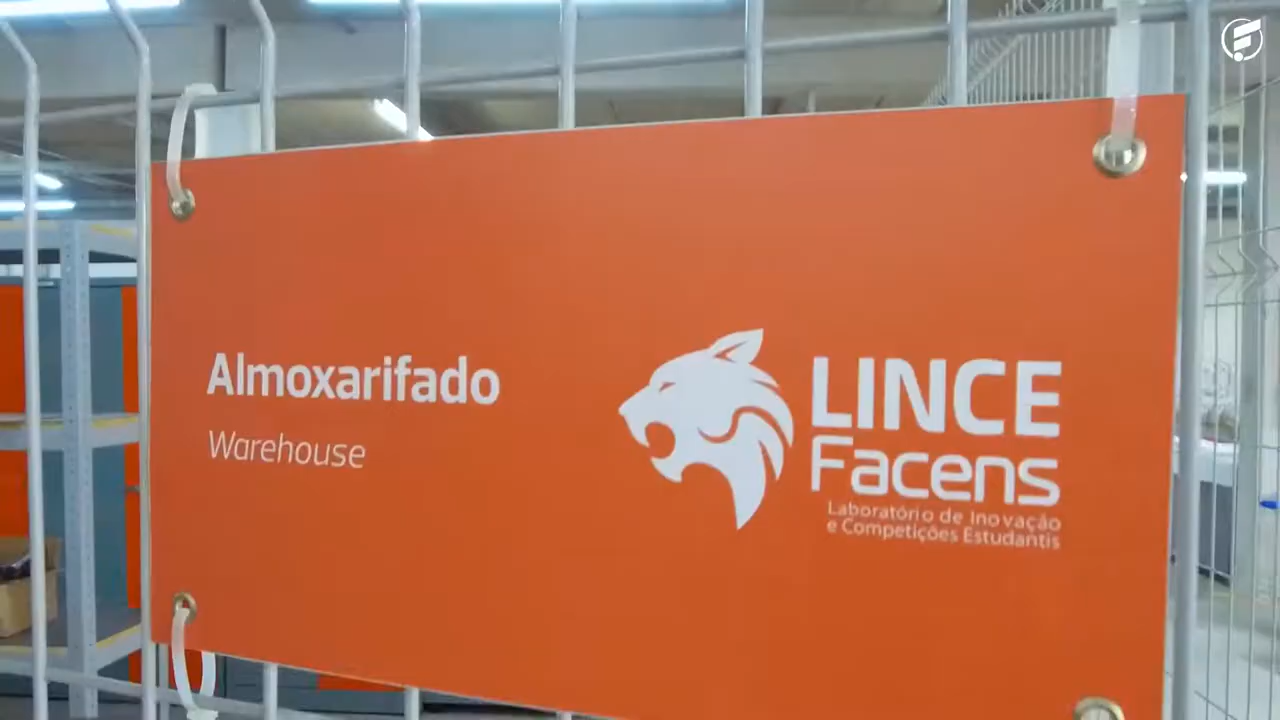 Almoxarifado
Warehouse
LINCE
Facens
Laboratório de Inovação
e Competições Estudantis